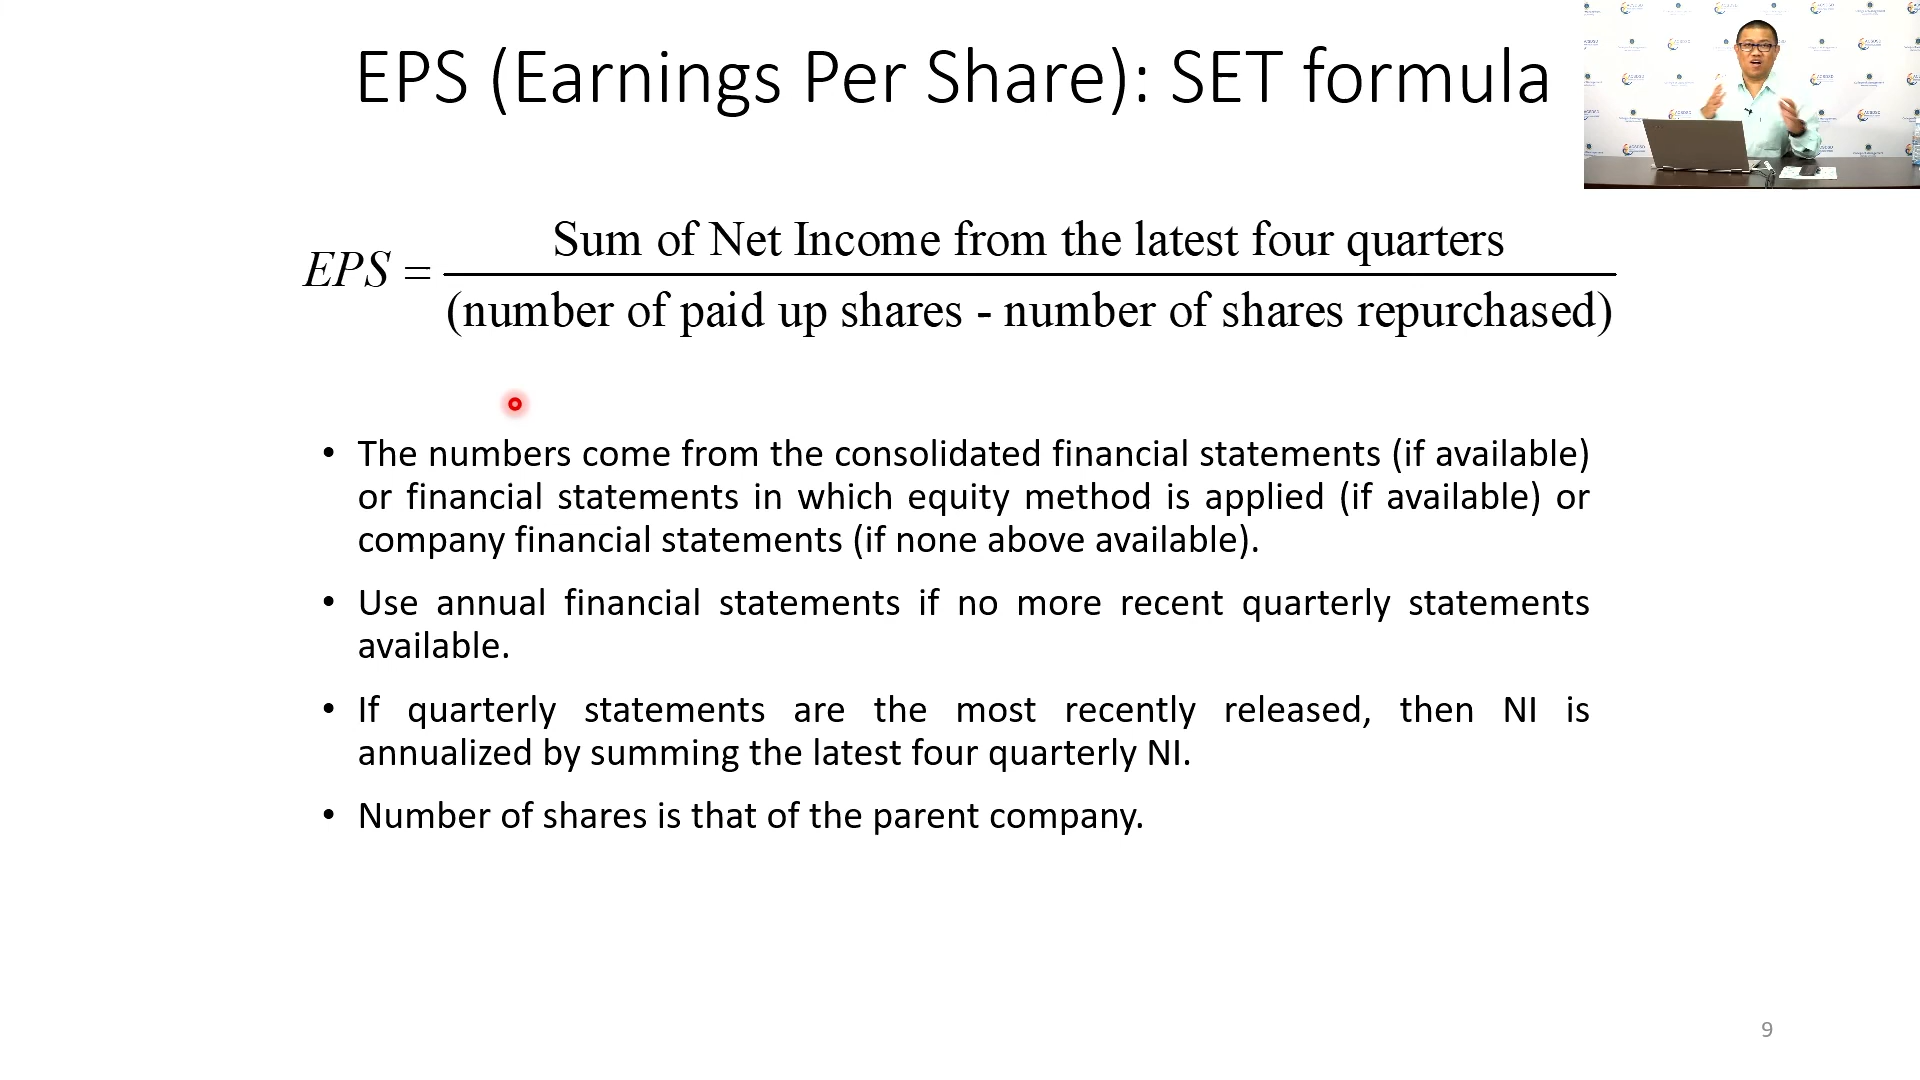 EPS (Earnings Per Share): SET formula
EPS = Sum of Net Income from the latest four quarters
(number of paid up shares - number of shares repurchased)
• The numbers come from the consolidated financial statements (if available)
or financial statements in which equity method is applied (if available) or
company financial statements (if none above available).
• Use annual financial statements if no more recent quarterly statements
available.
• If quarterly statements are the most recently released, then NI is
annualized by summing the latest four quarterly NI.
• Number of shares is that of the parent company.
9